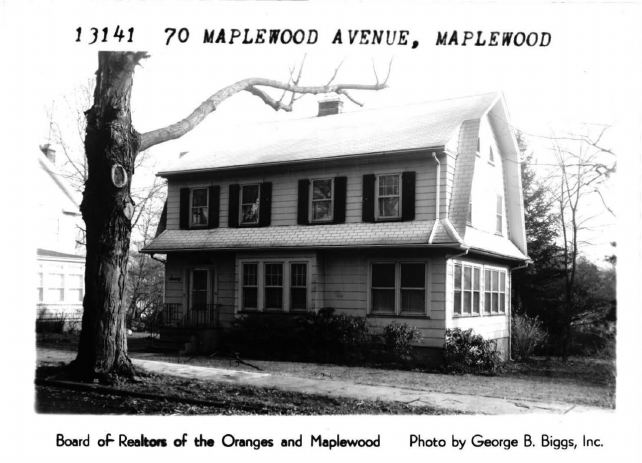 13141 70 MAPLEWOOD AVENUE, MAPLEWOOD
Board of Realtors of the Oranges and Maplewood Photo by George B. Biggs, Inc.